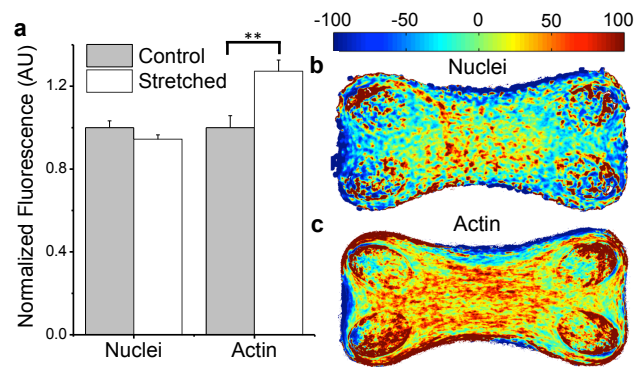 a
Control
Stretched
**
Normalized Fluorescence (AU)
1.2
0.8
0.4
0.0
Nuclei
Actin
-100
-50
0
50
100
b
Nuclei
c
Actin